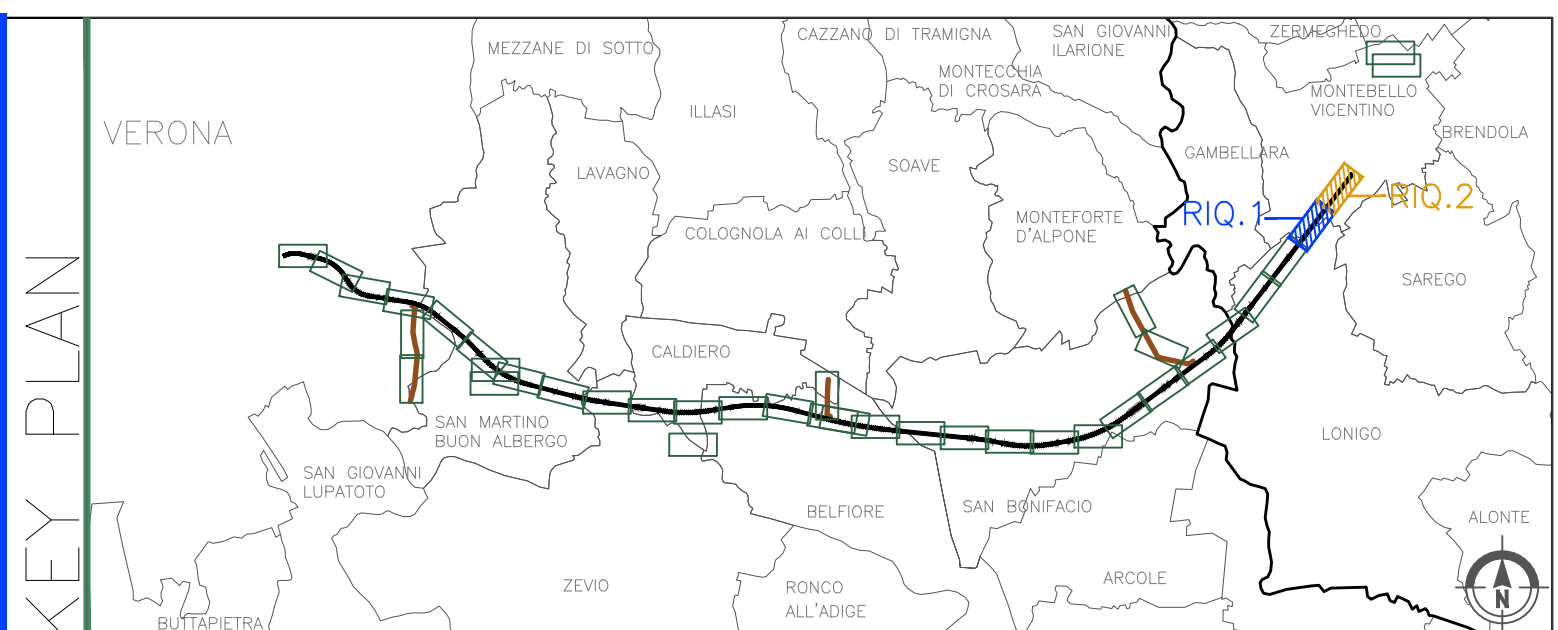 KEY PLAN
MEZZANE DI SOTTO
CAZZANO DI TRAMIGNA
SAN GIOVANNI
ILARIONE
ZERMEGHEDO
MONTECCHIA
DI CROSARA
MONTEBELLO
VICENTINO
ILLASI
VERONA
BRENDOLA
GAMBELLARA
SOAVE
LAVAGNO
RIQ.1
RIQ.2
MONTEFORTE
D'ALPONE
COLOGNOLA AI COLLI
SAREGO
CALDIERO
SAN MARTINO
BUON ALBERGO
LONIGO
SAN GIOVANNI
LUPATOTO
BELFIORE
SAN BONIFACIO
ALONTE
ZEVIO
RONCO
ALL'ADIGE
ARCOLE
N
BUTTAPIETRA